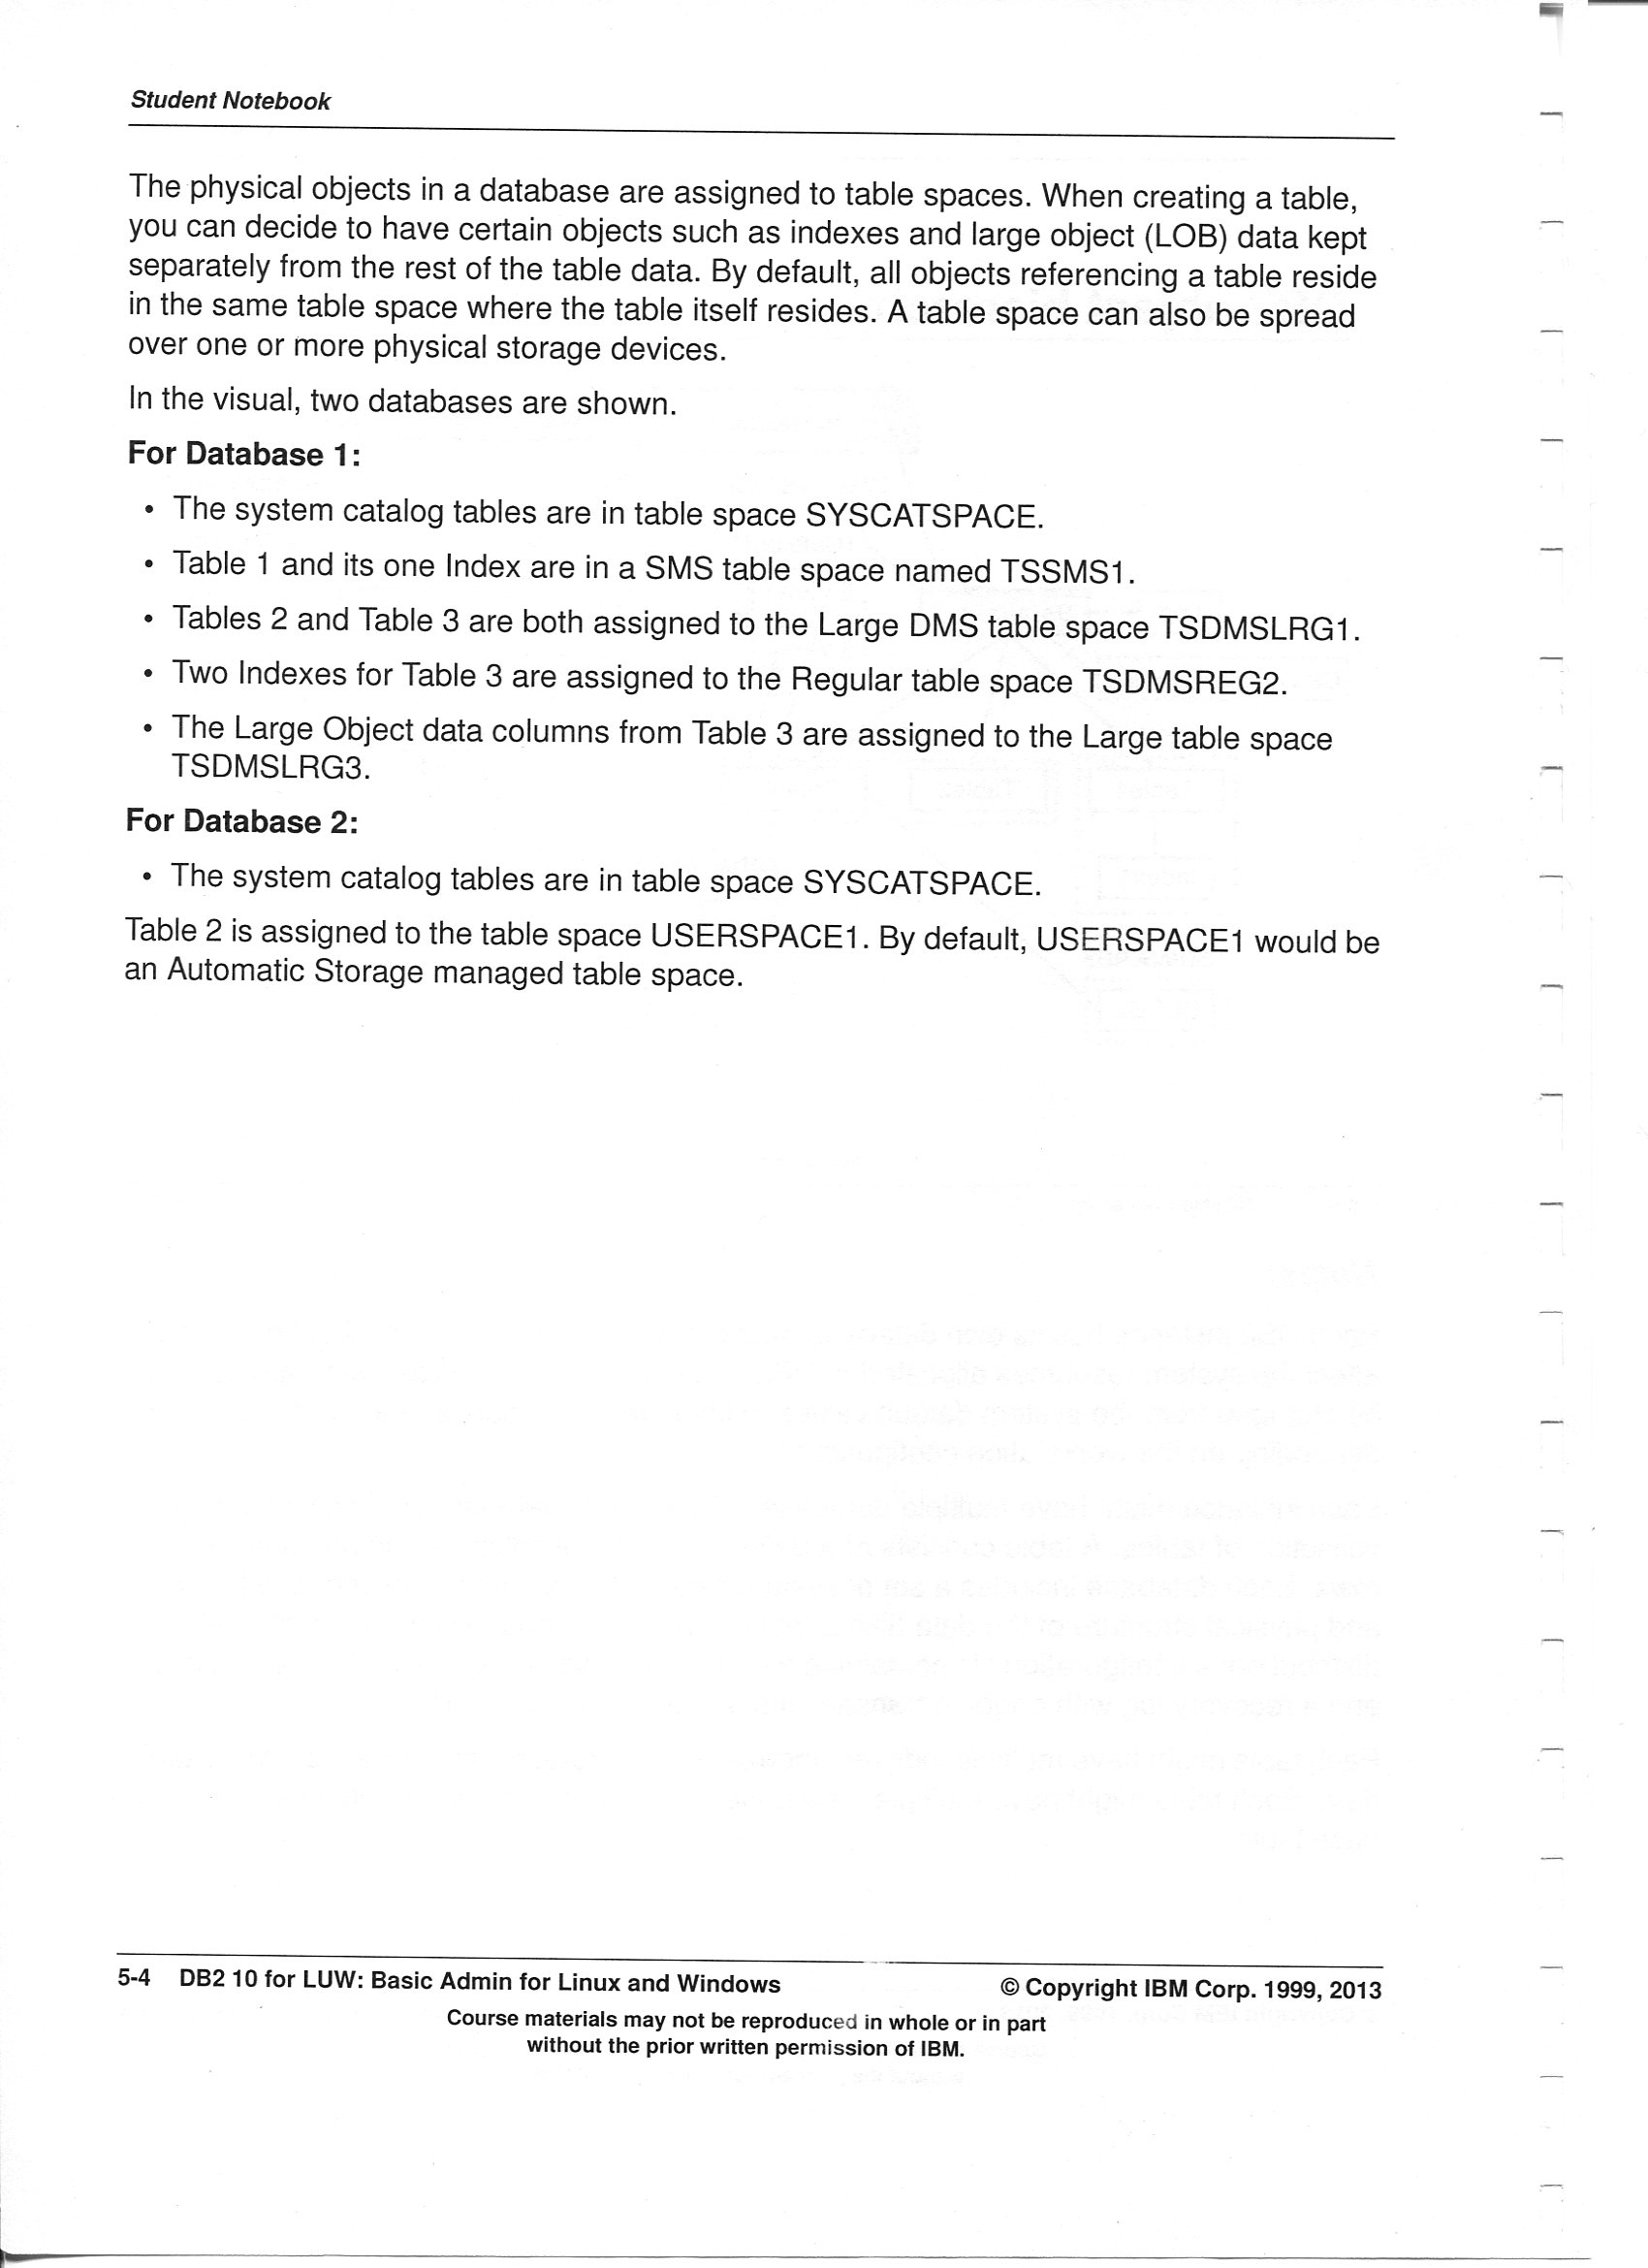 Student Notebook
The physical objects in a database are assigned to table spaces. When creating a table,
you can decide to have certain objects such as indexes and large object (LOB) data kept
separately from the rest of the table data. By default, all objects referencing a table reside
in the same table space where the table itself resides. A table space can also be spread
over one or more physical storage devices.
In the visual, two databases are shown.
For Database 1:
• The system catalog tables are in table space SYSCATSPACE.
• Table 1 and its one Index are in a SMS table space named TSSMS1.
• Tables 2 and Table 3 are both assigned to the Large DMS table space TSDMSLRG1.
• Two Indexes for Table 3 are assigned to the Regular table space TSDMSREG2.
• The Large Object data columns from Table 3 are assigned to the Large table space
TSDMSLRG3.
For Database 2:
• The system catalog tables are in table space SYSCATSPACE.
Table 2 is assigned to the table space USERSPACE1. By default, USERSPACE1 would be
an Automatic Storage managed table space.
5-4 DB2 10 for LUW: Basic Admin for Linux and Windows © Copyright IBM Corp. 1999, 2013
Course materials may not be reproduced in whole or in part
without the prior written permission of IBM.